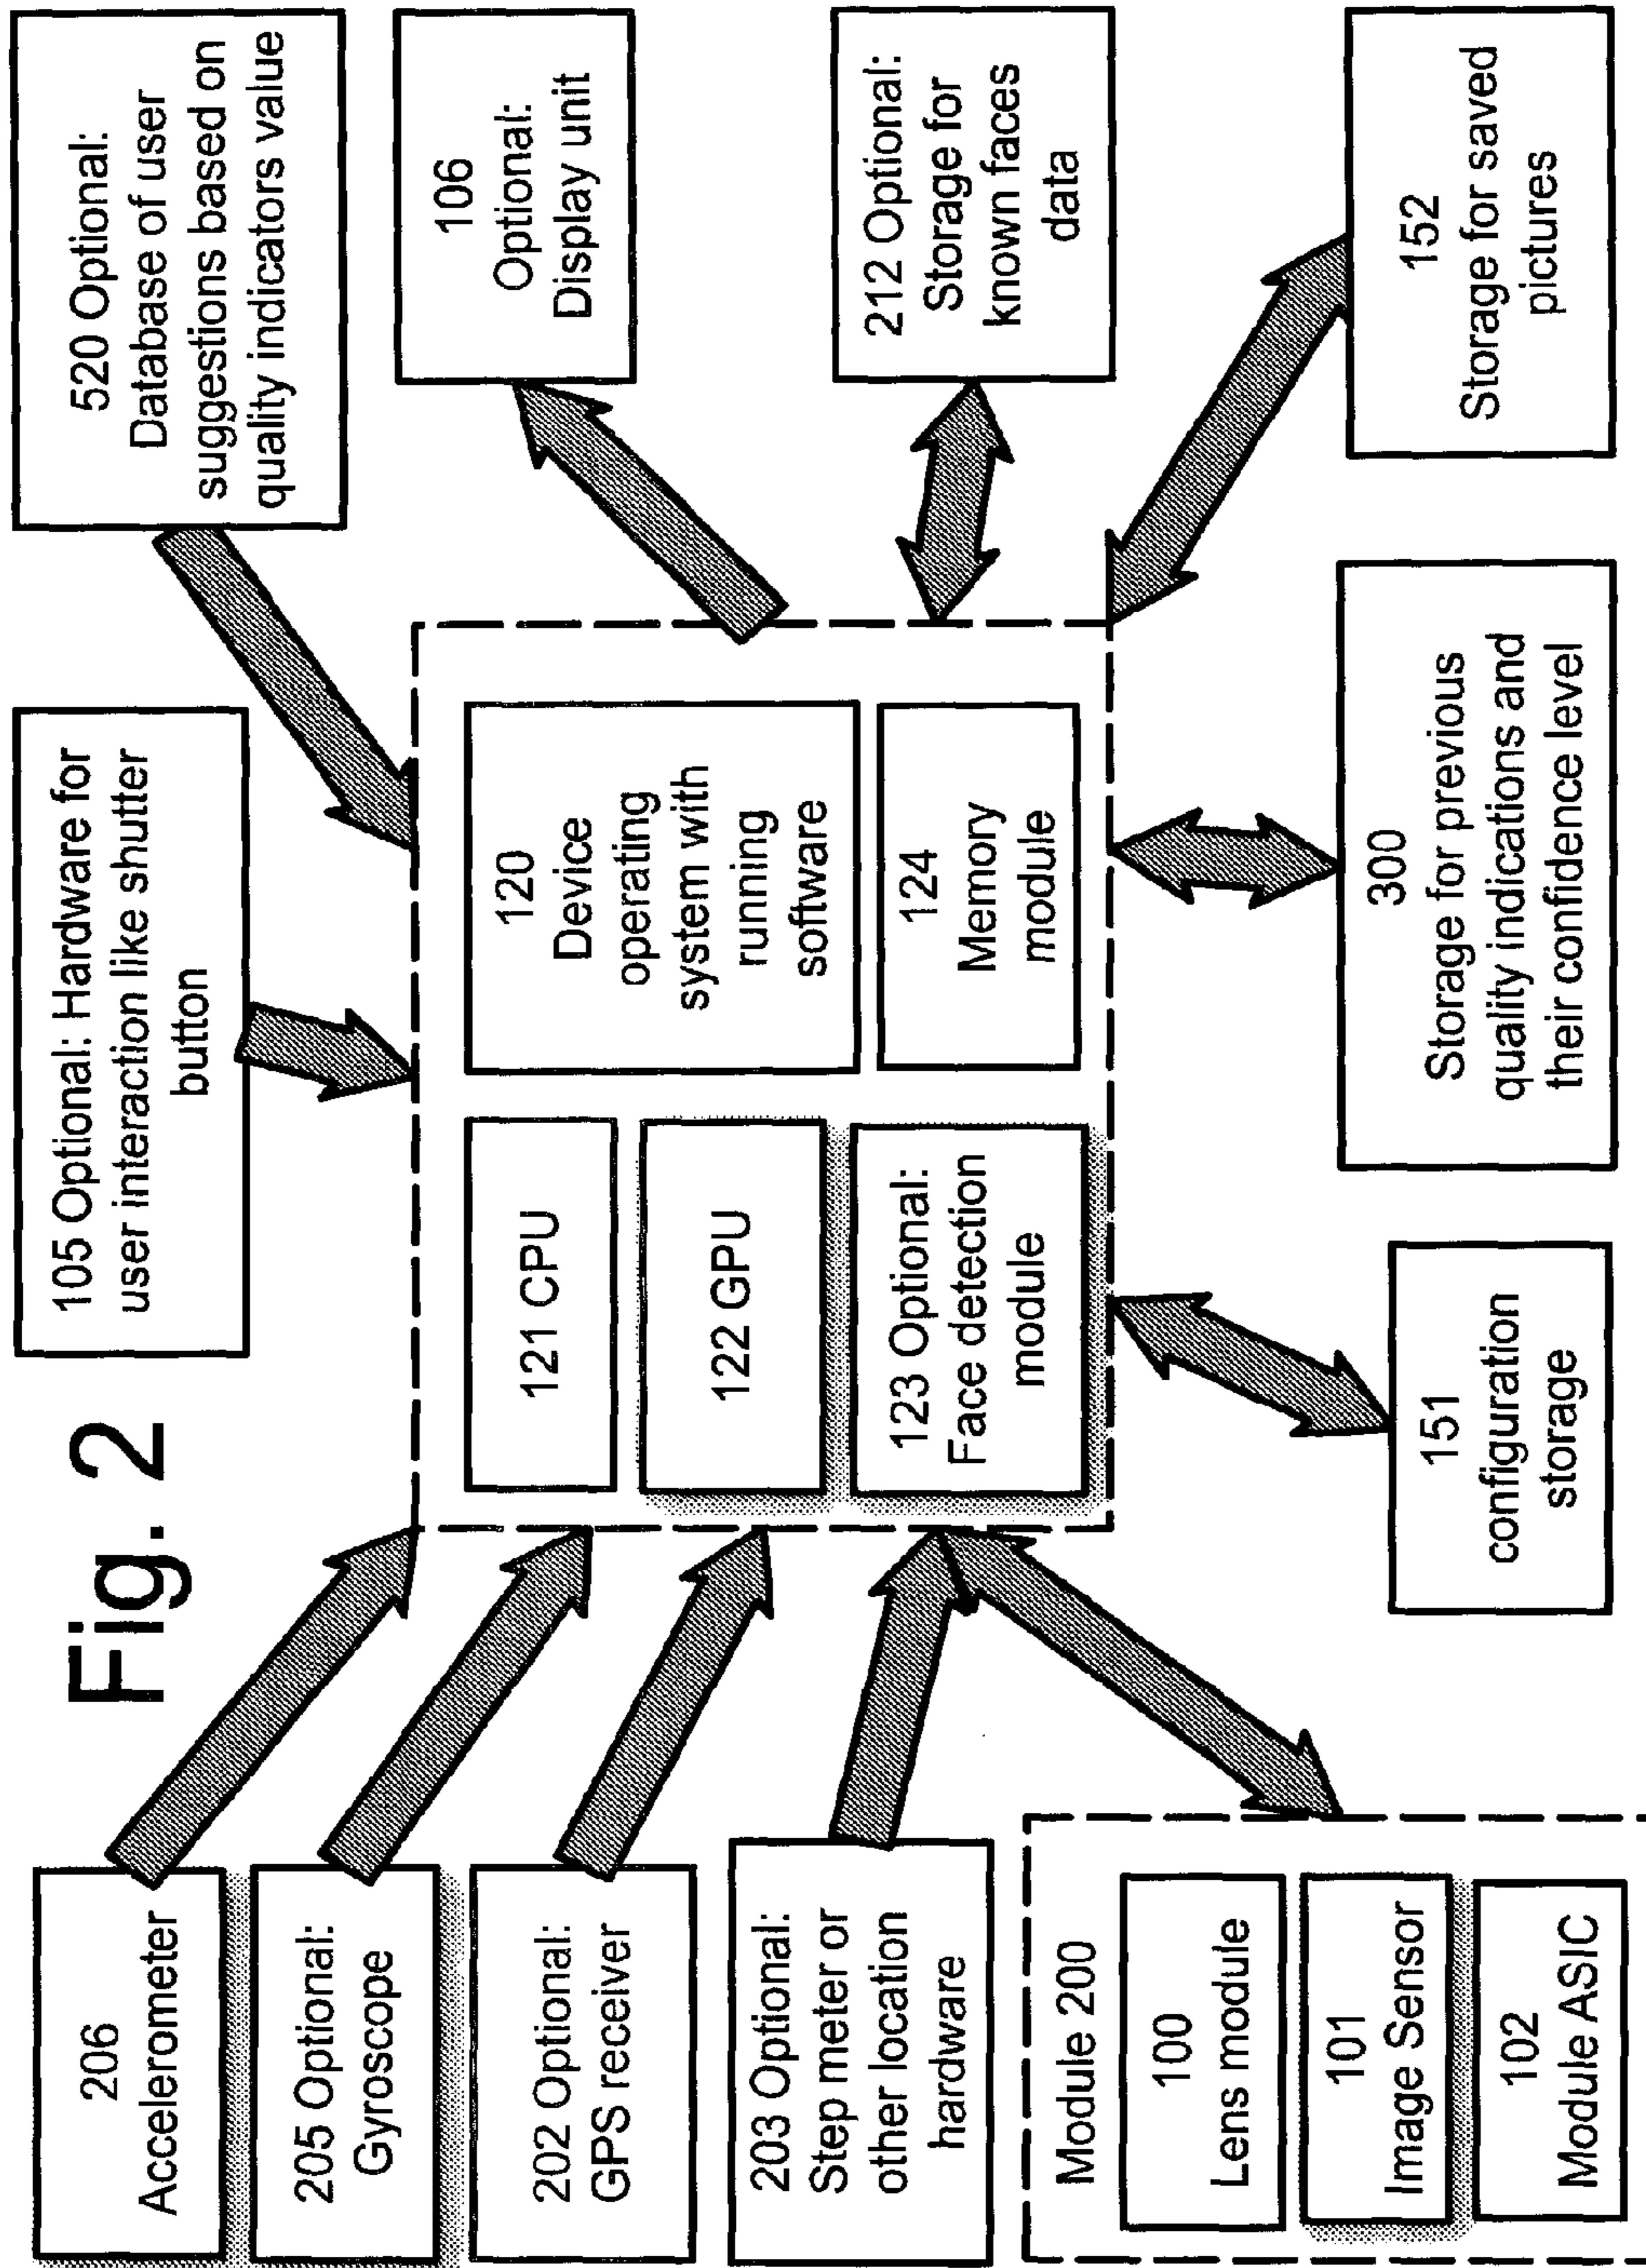 Fig. 2
206
Accelerometer
205 Optional:
Gyroscope
202 Optional:
GPS receiver
203 Optional:
Step meter or
other location
hardware
Module 200
100
Lens module
101
Image Sensor
102
Module ASIC
105 Optional: Hardware for
user interaction like shutter
button
121 CPU
122 GPU
123 Optional:
Face detection
module
120
Device
operating
system with
running
software
124
Memory
module
151
configuration
storage
300
Storage for previous
quality indications and
their confidence level
520 Optional:
Database of user
suggestions based on
quality indicators value
106
Optional:
Display unit
212 Optional:
Storage for
known faces
data
152
Storage for saved
pictures